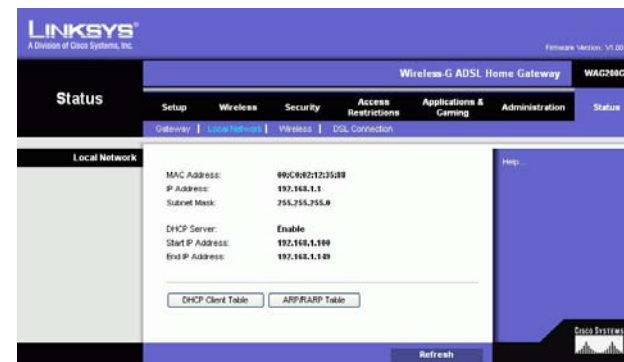 LINKSYS®
A Division of Cisco Systems, Inc.
Firmware Version: V1.00
Wireless-G ADSL Home Gateway WAG200G
Status
Setup Wireless Security Access Restrictions Applications & Gaming Administration Status
Gateway | Local Network | Wireless | DSL Connection
Local Network
Help...
MAC Address: 00:C0:02:12:35:88
IP Address: 192.168.1.1
Subnet Mask: 255.255.255.0
DHCP Server: Enable
Start IP Address: 192.168.1.100
End IP Address: 192.168.1.149
DHCP Client Table ARP/RARP Table
Refresh
CISCO SYSTEMS